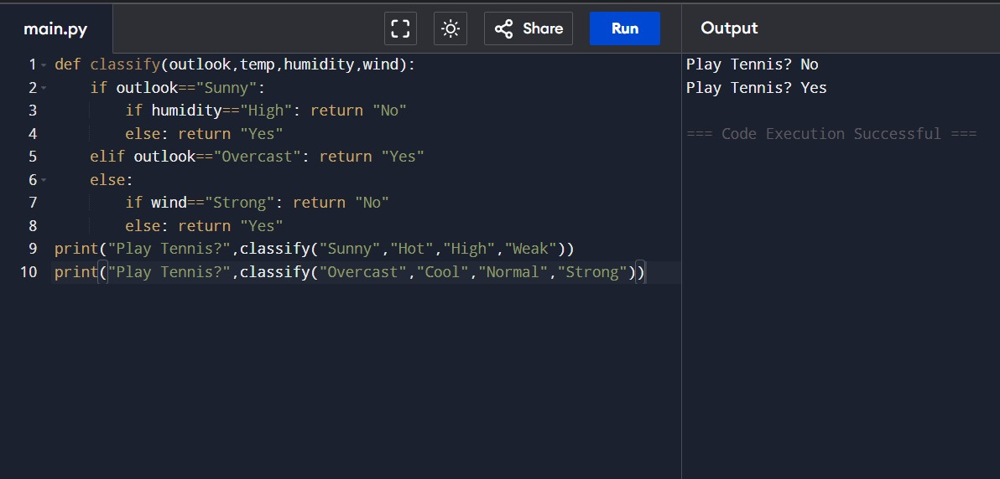 main.py
Share
Run
Output
1 def classify(outlook,temp,humidity,wind):
2     if outlook=="Sunny":
3         if humidity=="High": return "No"
4         else: return "Yes"
5     elif outlook=="Overcast": return "Yes"
6     else:
7         if wind=="Strong": return "No"
8         else: return "Yes"
9 print("Play Tennis?",classify("Sunny","Hot","High","Weak"))
10 print("Play Tennis?",classify("Overcast","Cool","Normal","Strong"))
Play Tennis? No
Play Tennis? Yes
=== Code Execution Successful ===